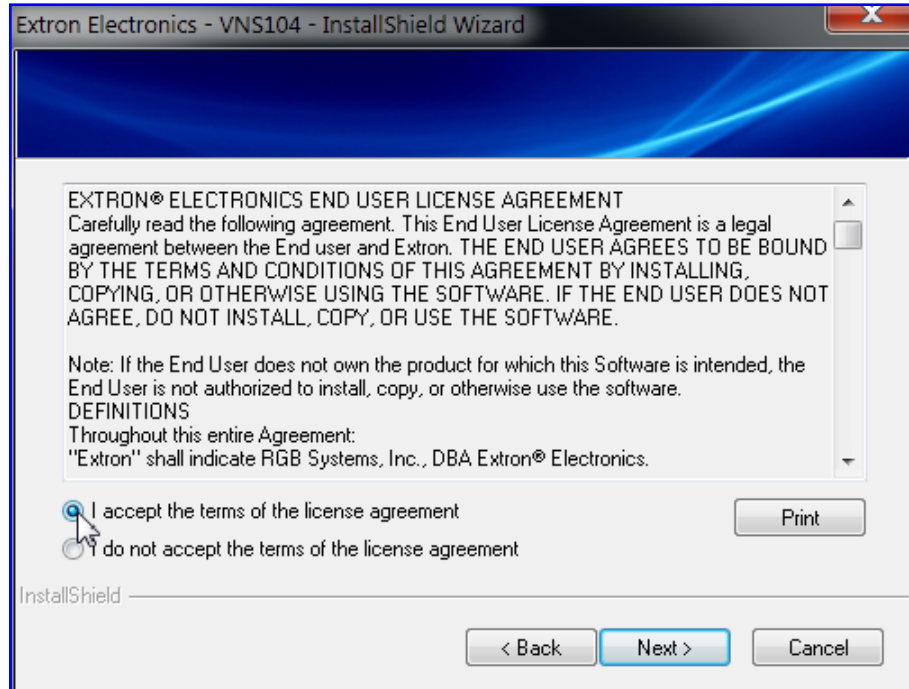 Extron Electronics - VNS104 - InstallShield Wizard
EXTRON® ELECTRONICS END USER LICENSE AGREEMENT
Carefully read the following agreement. This End User License Agreement is a legal
agreement between the End user and Extron. THE END USER AGREES TO BE BOUND
BY THE TERMS AND CONDITIONS OF THIS AGREEMENT BY INSTALLING,
COPYING, OR OTHERWISE USING THE SOFTWARE. IF THE END USER DOES NOT
AGREE, DO NOT INSTALL, COPY, OR USE THE SOFTWARE.
Note: If the End User does not own the product for which this Software is intended, the
End User is not authorized to install, copy, or otherwise use the software.
DEFINITIONS
Throughout this entire Agreement:
"Extron" shall indicate RGB Systems, Inc., DBA Extron® Electronics.
I accept the terms of the license agreement
Print
I do not accept the terms of the license agreement
InstallShield
< Back
Next >
Cancel